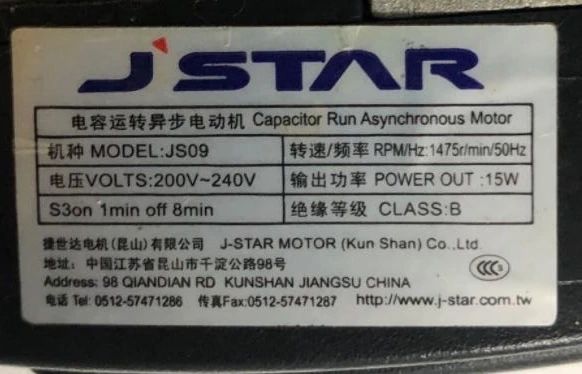 J'STAR
电容运转异步电动机 Capacitor Run Asynchronous Motor
机种 MODEL:JS09 转速/频率 RPM/Hz:1475r/min/50Hz
电压VOLTS:200V~240V 输出功率 POWER OUT:15W
S3on 1min off 8min 绝缘等级 CLASS:B
捷世达电机(昆山)有限公司 J-STAR MOTOR (Kun Shan) Co.,Ltd
地址: 中国江苏省昆山市千淀公路98号
Address: 98 QIANDIAN RD KUNSHAN JIANGSU CHINA
电话 Tel: 0512-57471286 传真Fax:0512-57471287 http://www.j-star.com.tw